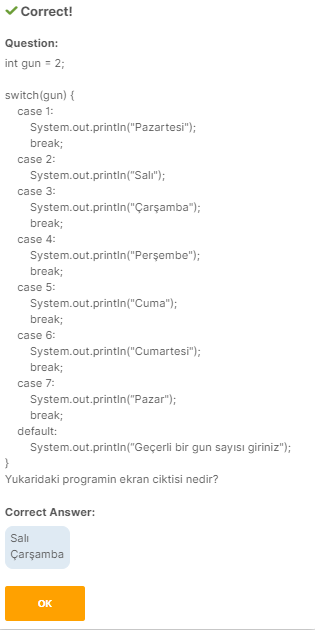 Correct!
Question:
int gun = 2;
switch(gun) {
case 1:
System.out.println("Pazartesi");
break;
case 2:
System.out.println("Salı");
case 3:
System.out.println("Çarşamba");
break;
case 4:
System.out.println("Perşembe");
break;
case 5:
System.out.println("Cuma");
break;
case 6:
System.out.println("Cumartesi");
break;
case 7:
System.out.println("Pazar");
break;
default:
System.out.println("Geçerli bir gun sayısı giriniz");
}
Yukaridaki programin ekran ciktisi nedir?
Correct Answer:
Salı
Çarşamba
OK